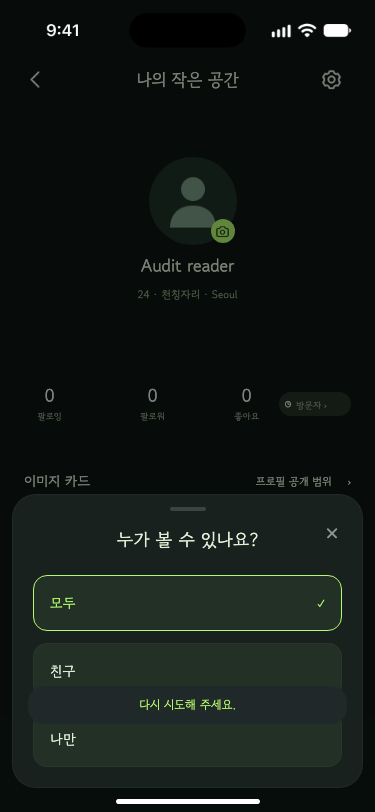 9:41
나의 작은 공간
Audit reader
24 · 천칭자리 · Seoul
0
팔로잉
0
팔로워
0
좋아요
방문자 ›
이미지 카드
프로필 공개 범위 ›
누가 볼 수 있나요?
모두
친구
다시 시도해 주세요.
나만